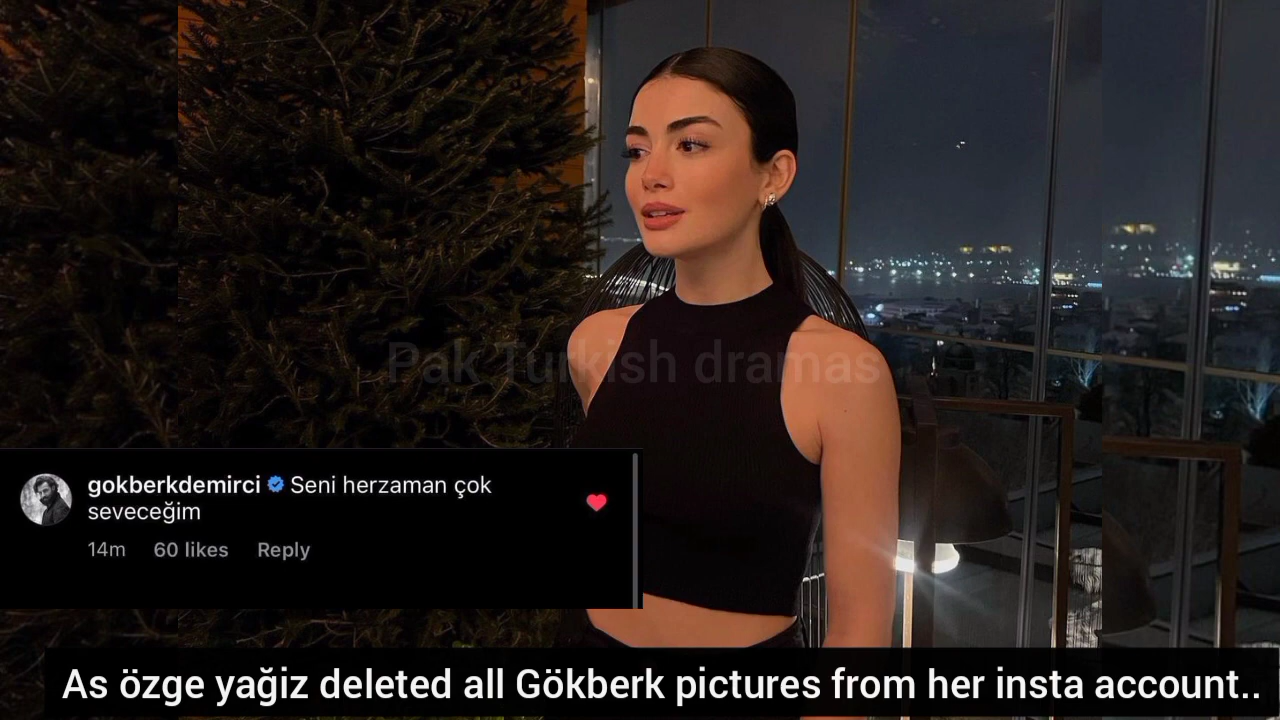 Pak Turkish dramas
gokberkdemirci Seni herzaman çok
seveceğim
14m 60 likes Reply
As özge yağiz deleted all Gökberk pictures from her insta account..